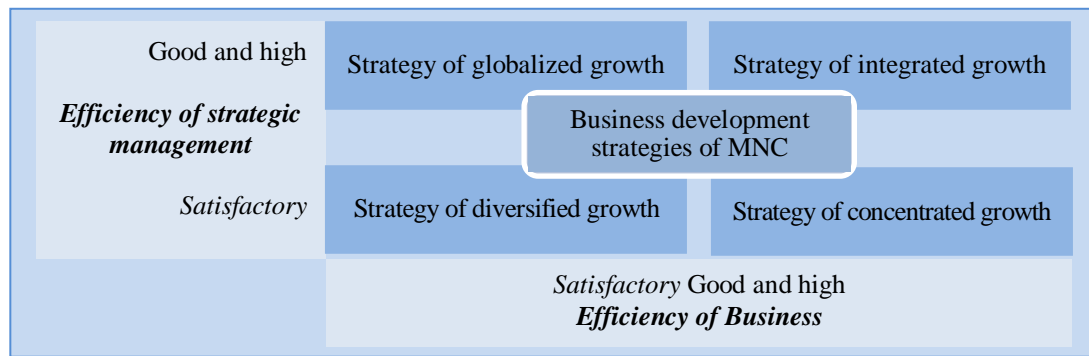 Good and high
Strategy of globalized growth
Strategy of integrated growth
Efficiency of strategic
management
Business development
strategies of MNC
Satisfactory
Strategy of diversified growth
Strategy of concentrated growth
Satisfactory Good and high
Efficiency of Business